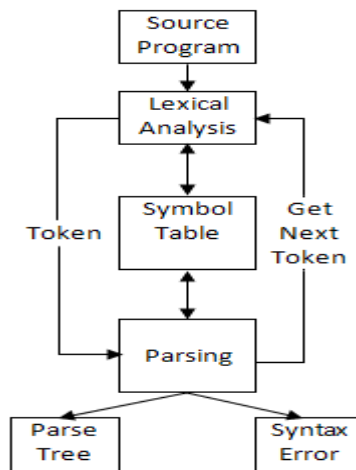 Source
Program
Lexical
Analysis
Token
Symbol
Table
Get
Next
Token
Parsing
Parse
Tree
Syntax
Error